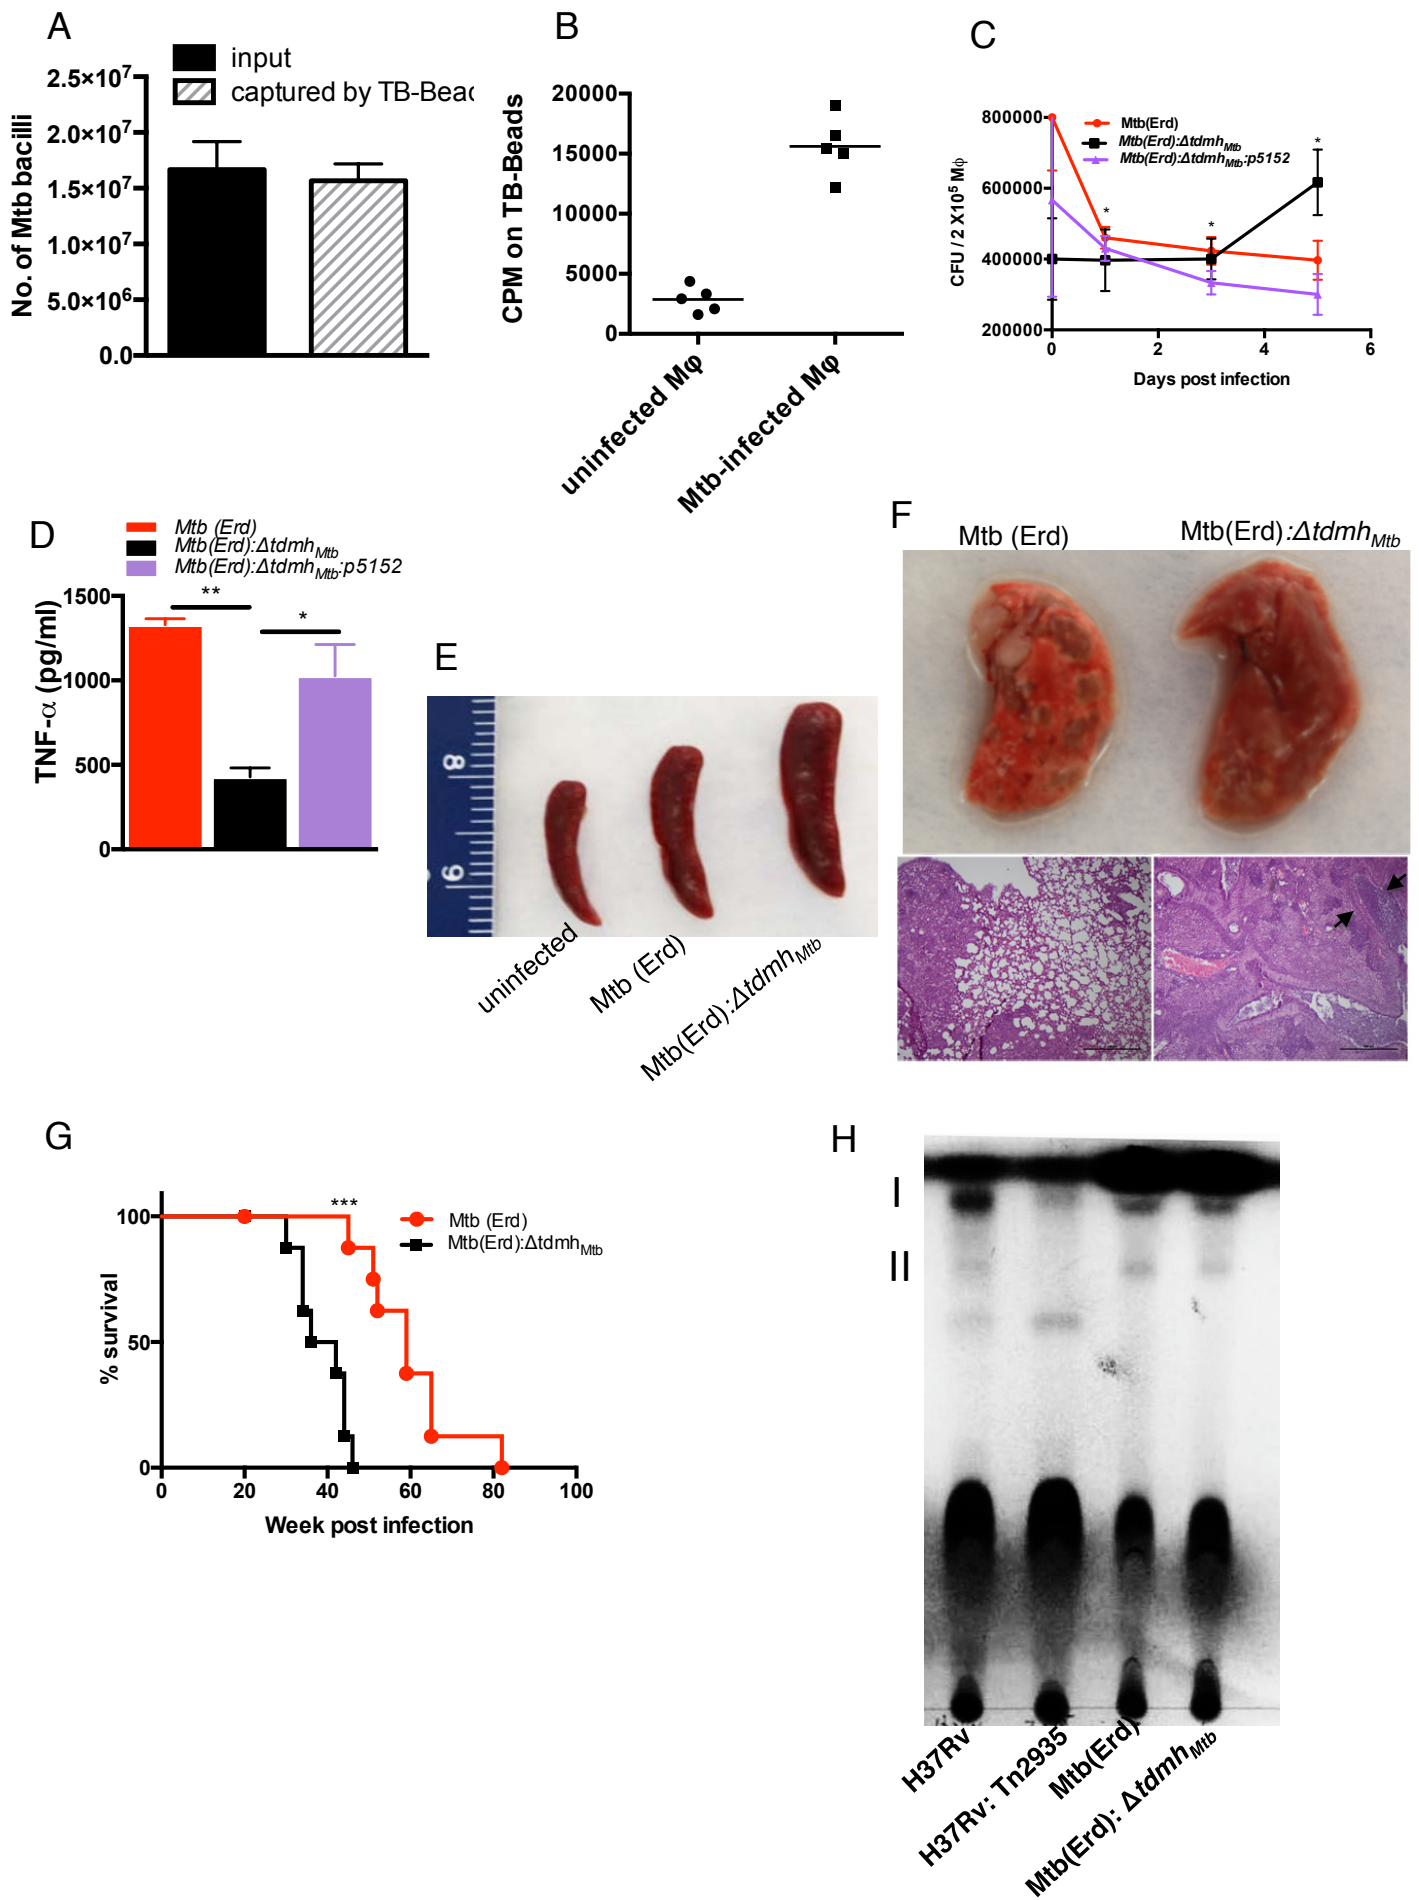 A
input
captured by TB-Bead
No. of Mtb bacilli
2.5×10⁷
2.0×10⁷
1.5×10⁷
1.0×10⁷
5.0×10⁶
0.0
B
CPM on TB-Beads
20000
15000
10000
5000
0
uninfected Mφ
Mtb-infected Mφ
C
Mtb(Erd)
Mtb(Erd):ΔtdmhMtb
Mtb(Erd):ΔtdmhMtb:p5152
CFU / 2 X10⁵ Mϕ
800000
600000
400000
200000
*
*
*
0 2 4 6
Days post infection
D
Mtb (Erd)
Mtb(Erd):ΔtdmhMtb
Mtb(Erd):ΔtdmhMtb:p5152
TNF-α (pg/ml)
1500
1000
500
0
**
*
E
8
9
uninfected
Mtb (Erd)
Mtb(Erd):ΔtdmhMtb
F
Mtb (Erd)
Mtb(Erd):ΔtdmhMtb
G
Mtb (Erd)
Mtb(Erd):ΔtdmhMtb
***
% survival
100
50
0
0 20 40 60 80 100
Week post infection
H
I
II
H37Rv
H37Rv: Tn2935
Mtb(Erd)
Mtb(Erd): ΔtdmhMtb